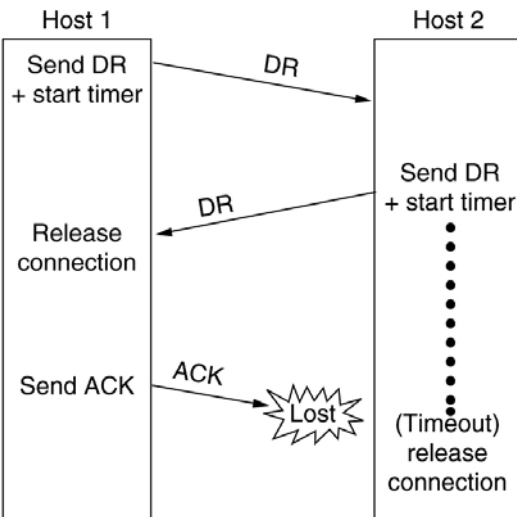 Host 1
Host 2
Send DR
+ start timer
DR
Send DR
+ start timer
DR
Release
connection
Send ACK
ACK
Lost
(Timeout)
release
connection